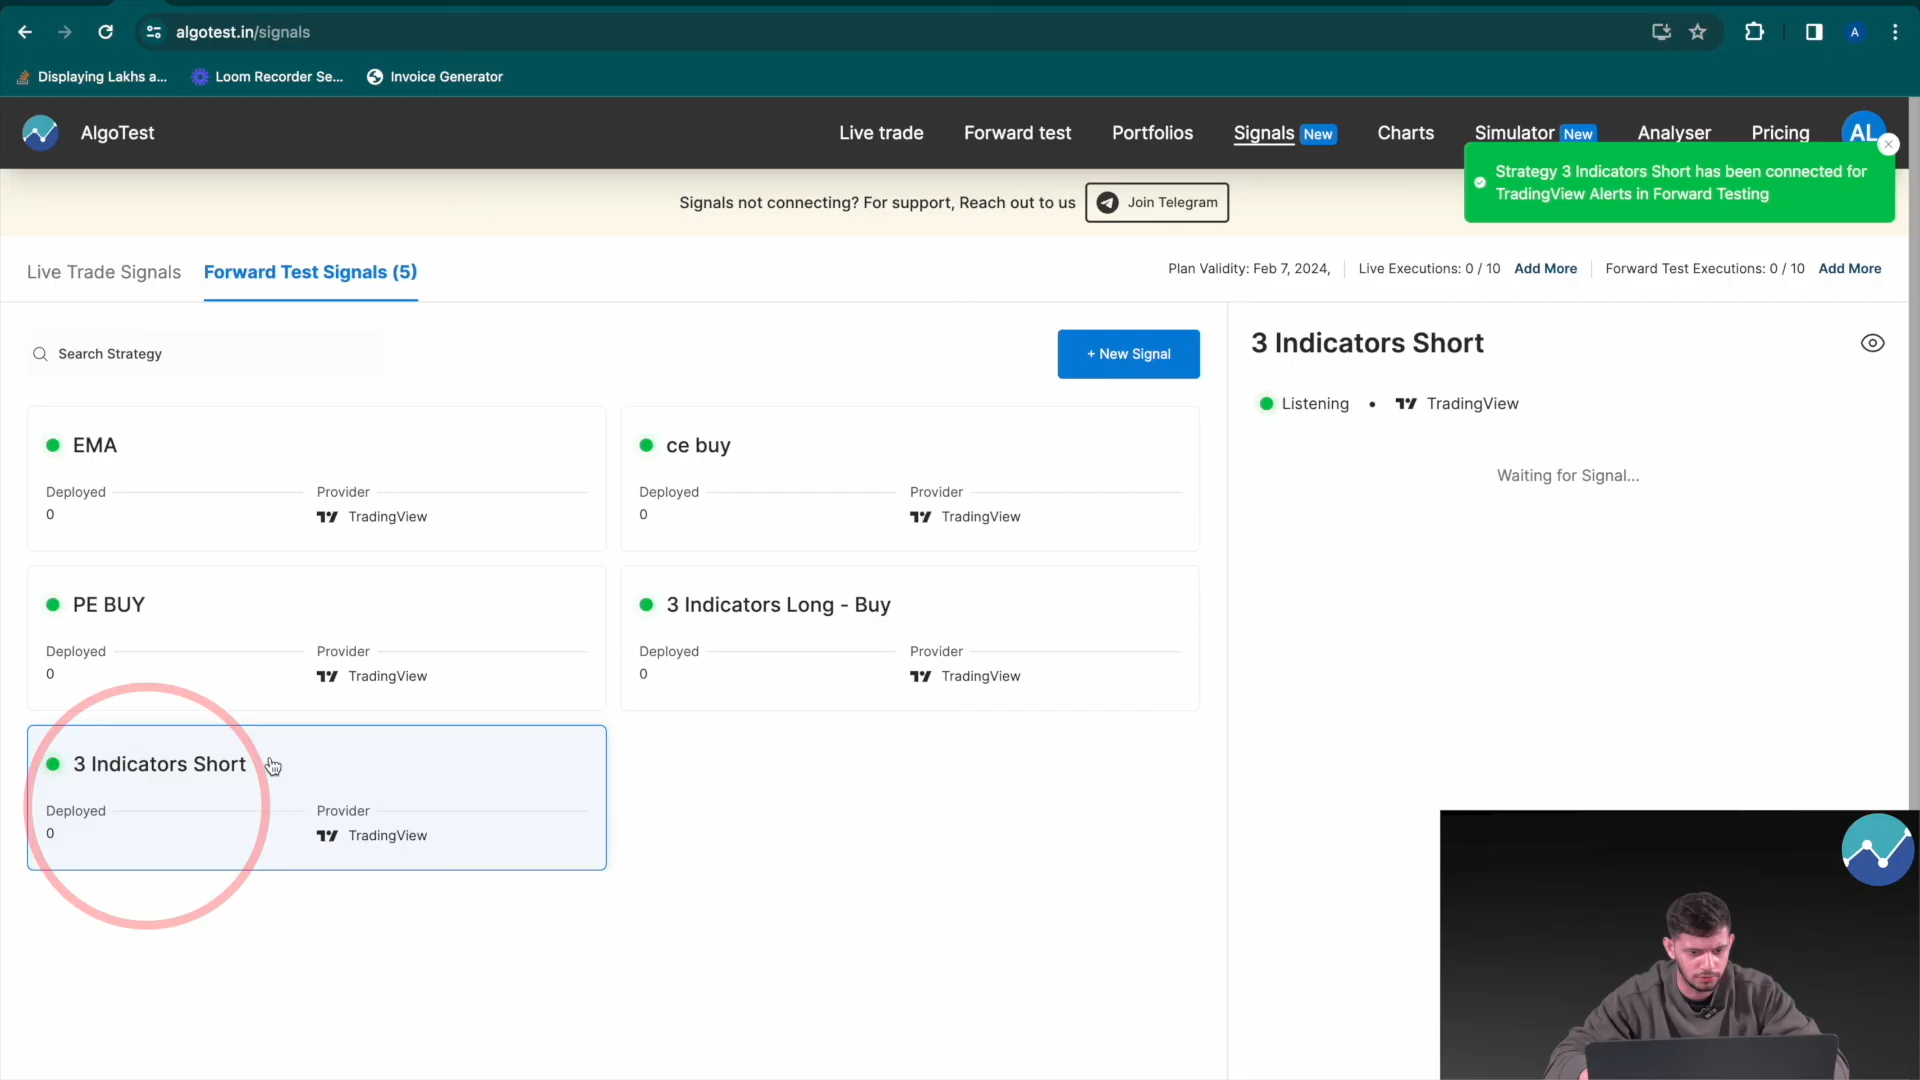 algotest.in/signals
A
Displaying Lakhs a...
Loom Recorder Se...
Invoice Generator
AlgoTest
Live trade
Forward test
Portfolios
Signals New
Charts
Simulator New
Analyser
Pricing
AL
Strategy 3 Indicators Short has been connected for
TradingView Alerts in Forward Testing
Signals not connecting? For support, Reach out to us
Join Telegram
Live Trade Signals
Forward Test Signals (5)
Plan Validity: Feb 7, 2024,
Live Executions: 0 / 10 Add More
Forward Test Executions: 0 / 10 Add More
Search Strategy
+ New Signal
EMA
Deployed
0
Provider
TradingView
ce buy
Deployed
0
Provider
TradingView
PE BUY
Deployed
0
Provider
TradingView
3 Indicators Long - Buy
Deployed
0
Provider
TradingView
3 Indicators Short
Deployed
0
Provider
TradingView
3 Indicators Short
Listening • TradingView
Waiting for Signal...